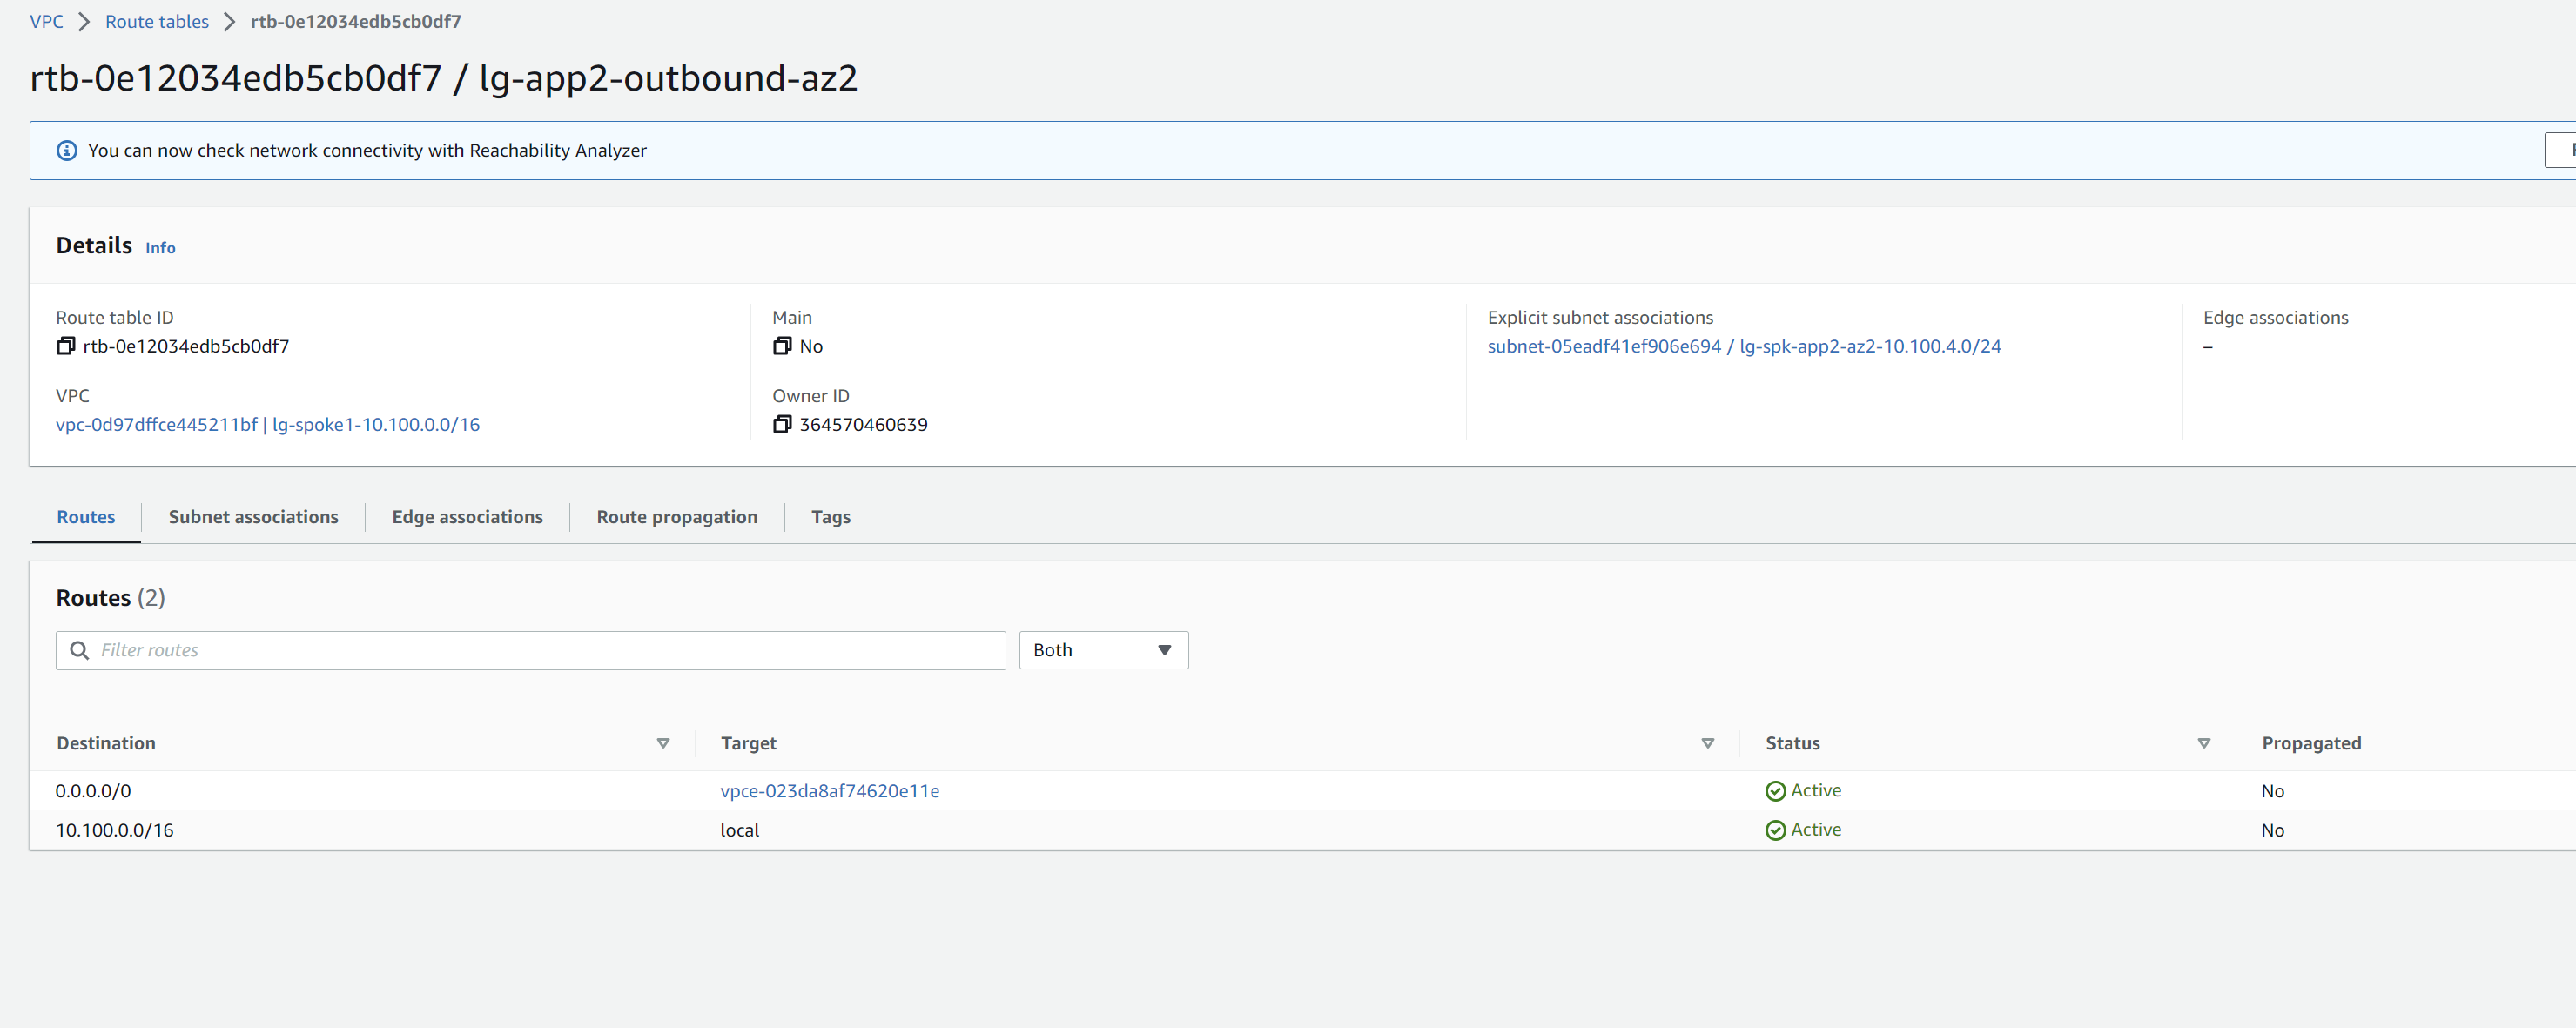 VPC > Route tables > rtb-0e12034edb5cb0df7
rtb-0e12034edb5cb0df7 / lg-app2-outbound-az2
You can now check network connectivity with Reachability Analyzer
Details Info
Route table ID
rtb-0e12034edb5cb0df7
VPC
vpc-0d97dffce445211bf | lg-spoke1-10.100.0.0/16
Main
No
Owner ID
364570460639
Explicit subnet associations
subnet-05eadf41ef906e694 / lg-spk-app2-az2-10.100.4.0/24
Edge associations
–
Routes Subnet associations Edge associations Route propagation Tags
Routes (2)
Filter routes Both
Destination Target Status Propagated
0.0.0.0/0 vpce-023da8af74620e11e Active No
10.100.0.0/16 local Active No